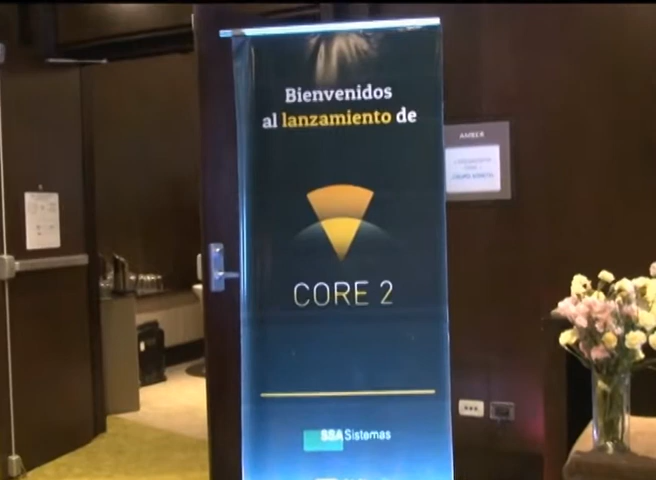 Bienvenidos
al lanzamiento de
CORE 2
SSA Sistemas
AMBER